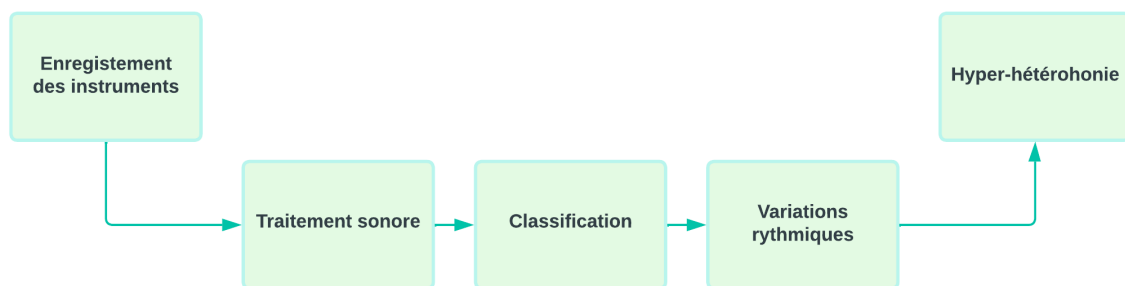 Enregistement
des instruments
Traitement sonore
Classification
Variations
rythmiques
Hyper-hétérohonie